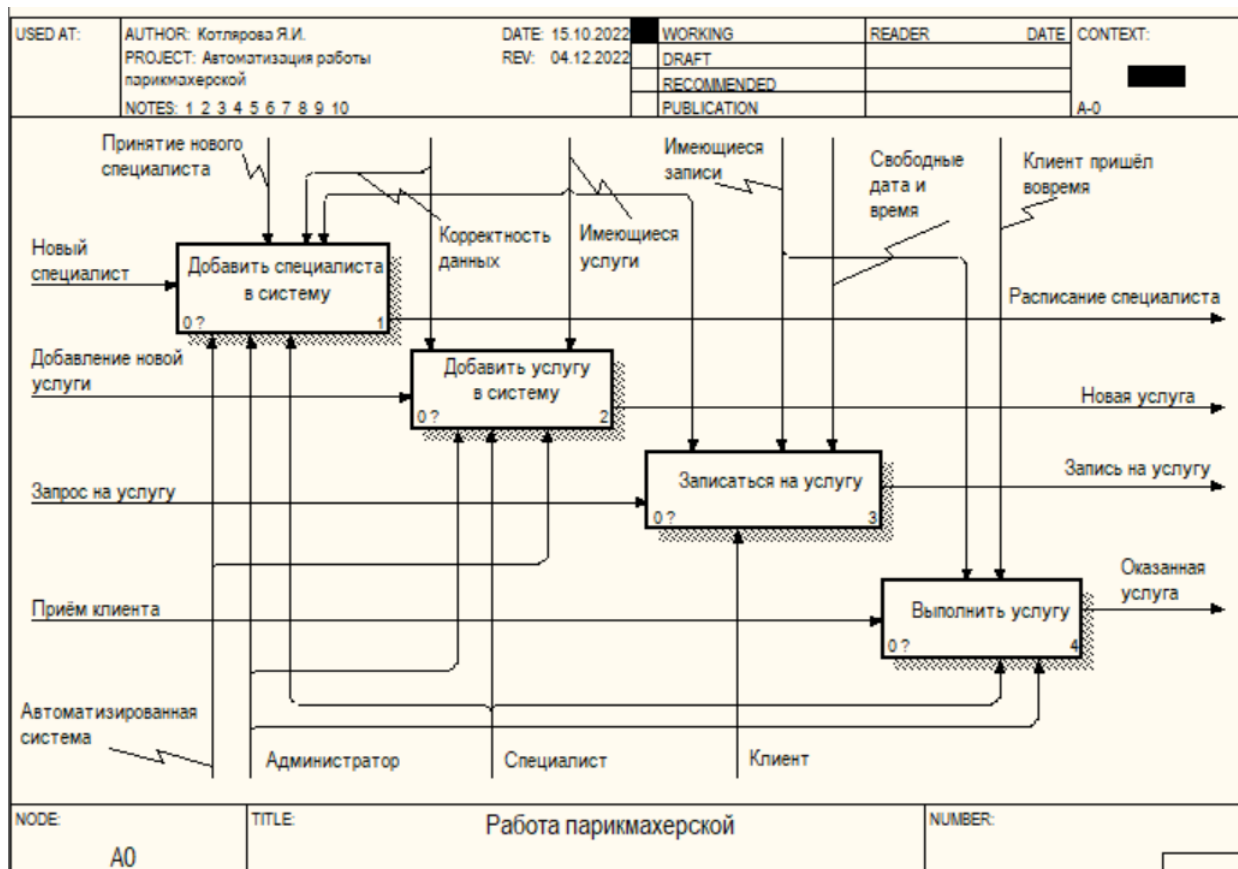 USED AT:
AUTHOR: Котлярова Я.И.
DATE: 15.10.2022
PROJECT: Автоматизация работы
парикмахерской
REV: 04.12.2022
NOTES: 1 2 3 4 5 6 7 8 9 10
WORKING
DRAFT
RECOMMENDED
PUBLICATION
READER
DATE
CONTEXT:
A-0
Принятие нового
специалиста
Имеющиеся
записи
Свободные
дата и
время
Клиент пришёл
вовремя
Корректность
данных
Имеющиеся
услуги
Новый
специалист
Добавить специалиста
в систему
0 ?
1
Расписание специалиста
Добавление новой
услуги
Добавить услугу
в систему
0 ?
2
Новая услуга
Запрос на услугу
Записаться на услугу
0 ?
3
Запись на услугу
Приём клиента
Выполнить услугу
0 ?
4
Оказанная
услуга
Автоматизированная
система
Администратор
Специалист
Клиент
NODE:
A0
TITLE:
Работа парикмахерской
NUMBER: